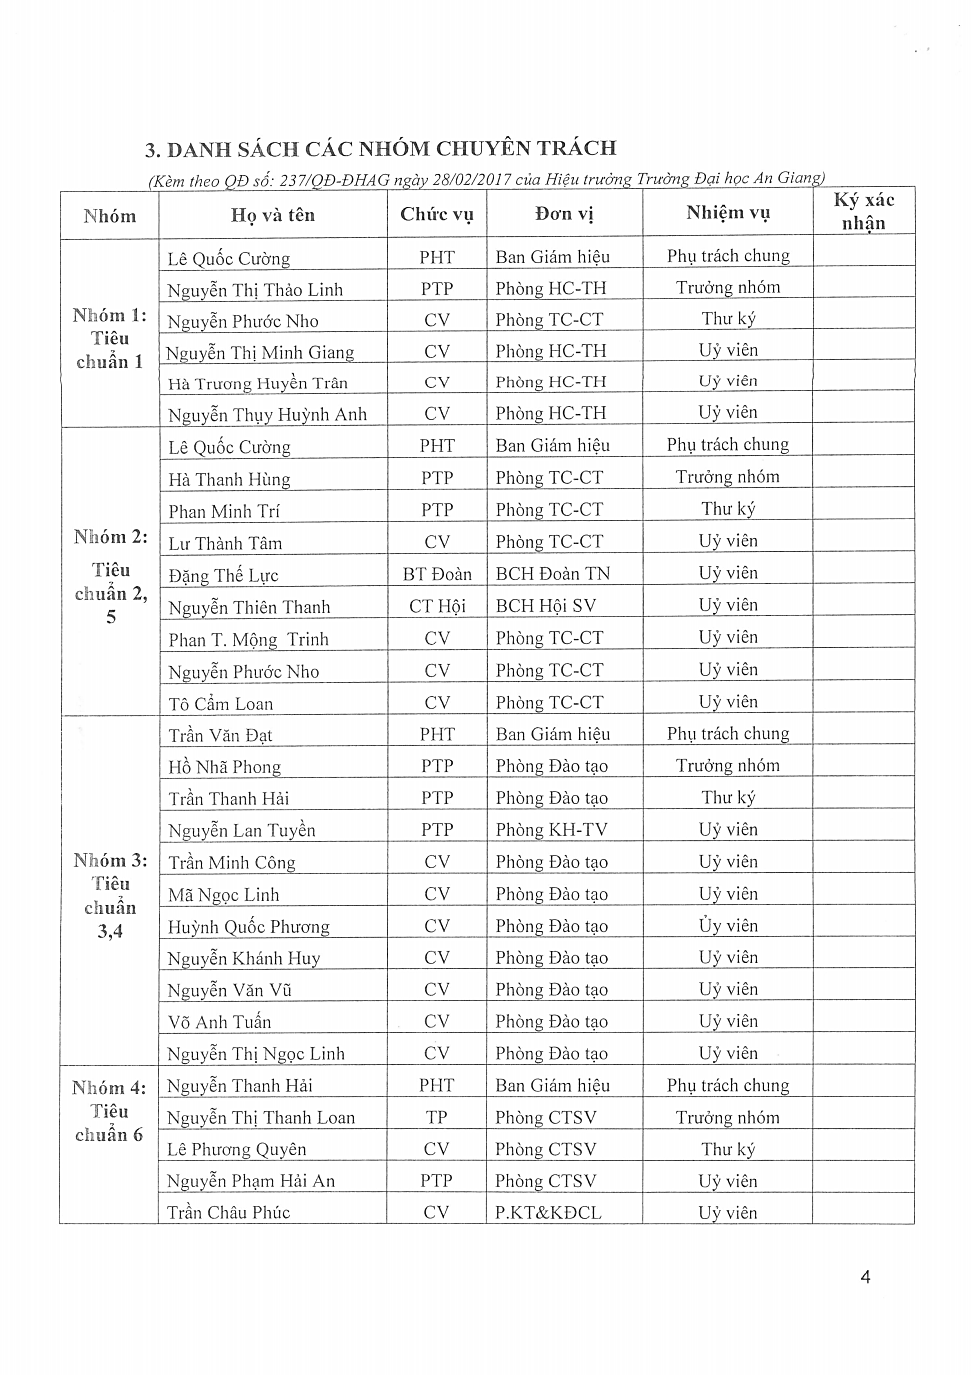 3. DANH SÁCH CÁC NHÓM CHUYÊN TRÁCH
(Kèm theo QĐ số: 237/QĐ-ĐHAG ngày 28/02/2017 của Hiệu trưởng Trường Đại học An Giang)
Nhóm Họ và tên Chức vụ Đơn vị Nhiệm vụ Ký xác nhận
Nhóm 1: Tiêu chuẩn 1
Lê Quốc Cường PHT Ban Giám hiệu Phụ trách chung
Nguyễn Thị Thảo Linh PTP Phòng HC-TH Trưởng nhóm
Nguyễn Phước Nho CV Phòng TC-CT Thư ký
Nguyễn Thị Minh Giang CV Phòng HC-TH Uỷ viên
Hà Trương Huyền Trân CV Phòng HC-TH Uỷ viên
Nguyễn Thụy Huỳnh Anh CV Phòng HC-TH Uỷ viên
Nhóm 2: Tiêu chuẩn 2, 5
Lê Quốc Cường PHT Ban Giám hiệu Phụ trách chung
Hà Thanh Hùng PTP Phòng TC-CT Trưởng nhóm
Phan Minh Trí PTP Phòng TC-CT Thư ký
Lư Thành Tâm CV Phòng TC-CT Uỷ viên
Đặng Thế Lực BT Đoàn BCH Đoàn TN Uỷ viên
Nguyễn Thiên Thanh CT Hội BCH Hội SV Uỷ viên
Phan T. Mộng Trinh CV Phòng TC-CT Uỷ viên
Nguyễn Phước Nho CV Phòng TC-CT Uỷ viên
Tô Cẩm Loan CV Phòng TC-CT Uỷ viên
Nhóm 3: Tiêu chuẩn 3,4
Trần Văn Đạt PHT Ban Giám hiệu Phụ trách chung
Hồ Nhã Phong PTP Phòng Đào tạo Trưởng nhóm
Trần Thanh Hải PTP Phòng Đào tạo Thư ký
Nguyễn Lan Tuyền PTP Phòng KH-TV Uỷ viên
Trần Minh Công CV Phòng Đào tạo Uỷ viên
Mã Ngọc Linh CV Phòng Đào tạo Uỷ viên
Huỳnh Quốc Phương CV Phòng Đào tạo Ủy viên
Nguyễn Khánh Huy CV Phòng Đào tạo Uỷ viên
Nguyễn Văn Vũ CV Phòng Đào tạo Uỷ viên
Võ Anh Tuấn CV Phòng Đào tạo Uỷ viên
Nguyễn Thị Ngọc Linh CV Phòng Đào tạo Uỷ viên
Nhóm 4: Tiêu chuẩn 6
Nguyễn Thanh Hải PHT Ban Giám hiệu Phụ trách chung
Nguyễn Thị Thanh Loan TP Phòng CTSV Trưởng nhóm
Lê Phương Quyên CV Phòng CTSV Thư ký
Nguyễn Phạm Hải An PTP Phòng CTSV Uỷ viên
Trần Châu Phúc CV P.KT&KĐCL Uỷ viên
4